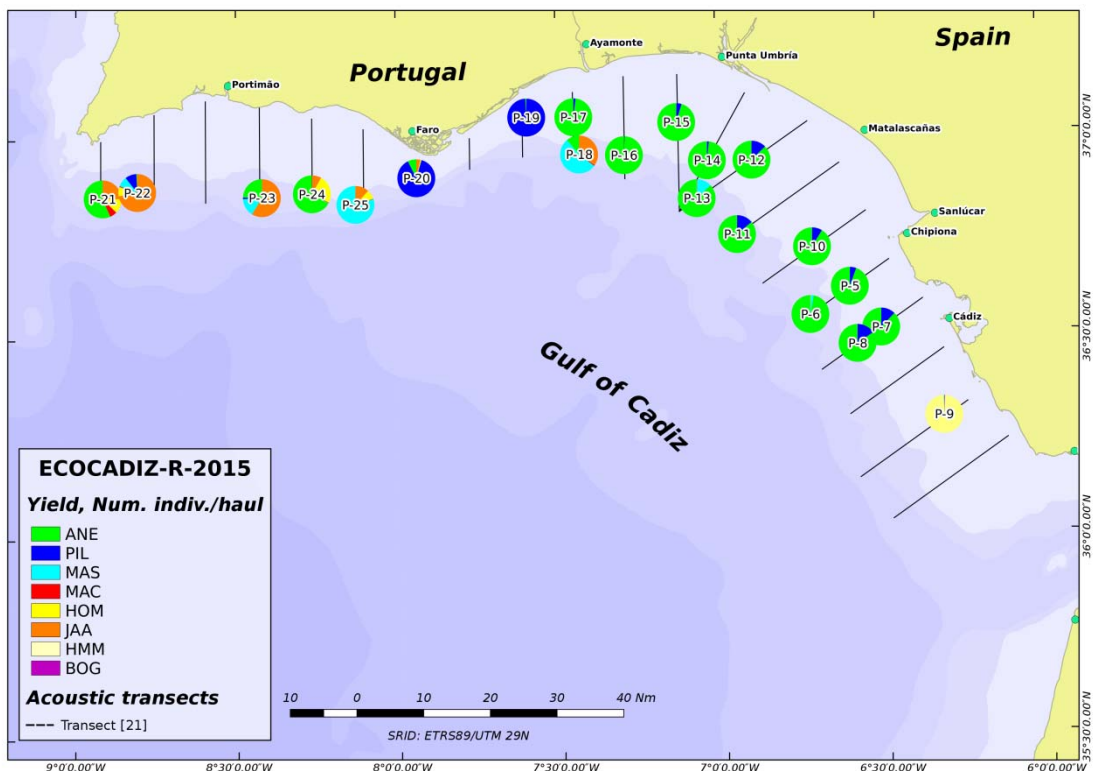 Spain
Ayamonte
Punta Umbría
Portugal
Portimão
Faro
Matalascañas
Sanlúcar
Chipiona
Cádiz
Gulf of Cadiz
P-19
P-17
P-15
P-18
P-16
P-14
P-12
P-20
P-21
P-22
P-23
P-24
P-25
P-13
P-11
P-10
P-5
P-6
P-7
P-8
P-9
ECOCADIZ-R-2015
Yield, Num. indiv./haul
ANE
PIL
MAS
MAC
HOM
JAA
HMM
BOG
Acoustic transects
Transect [21]
10 0 10 20 30 40 Nm
SRID: ETRS89/UTM 29N
37°0'0.00"N
36°30'0.00"N
36°0'0.00"N
35°30'0.00"N
9°0'0.00"W 8°30'0.00"W 8°0'0.00"W 7°30'0.00"W 7°0'0.00"W 6°30'0.00"W 6°0'0.00"W